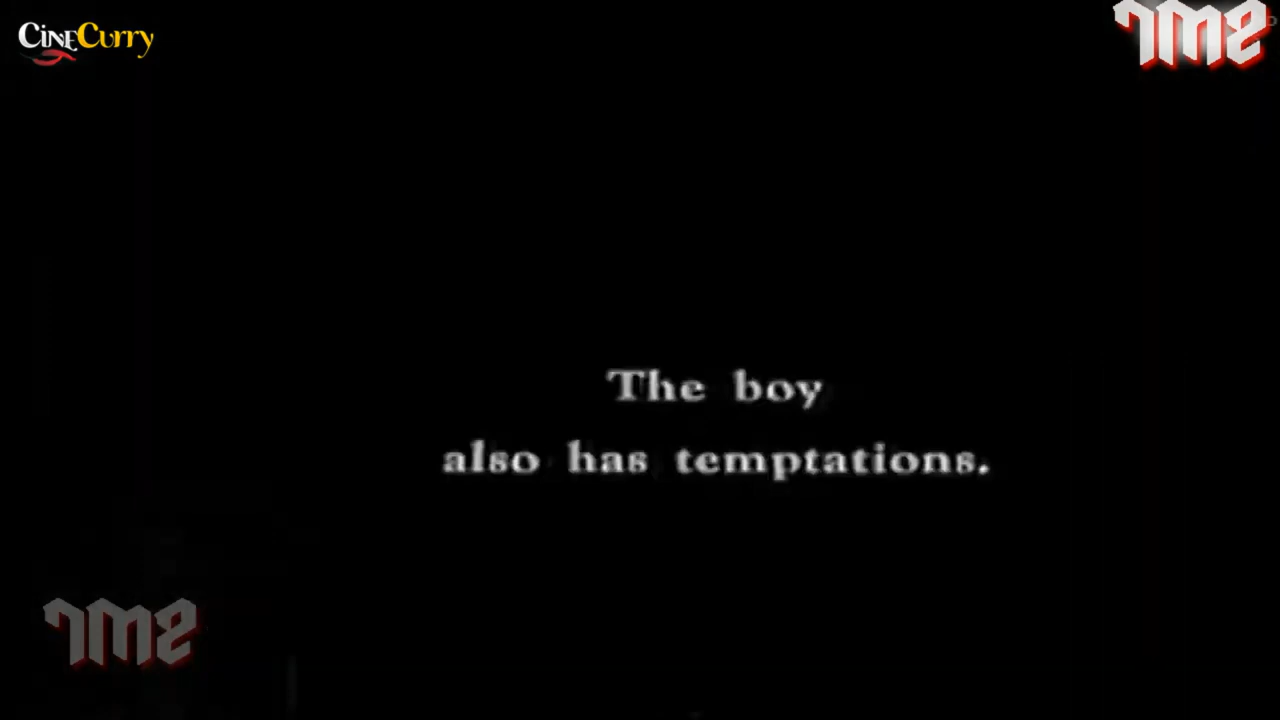 CineCurry
The boy
also has temptations.